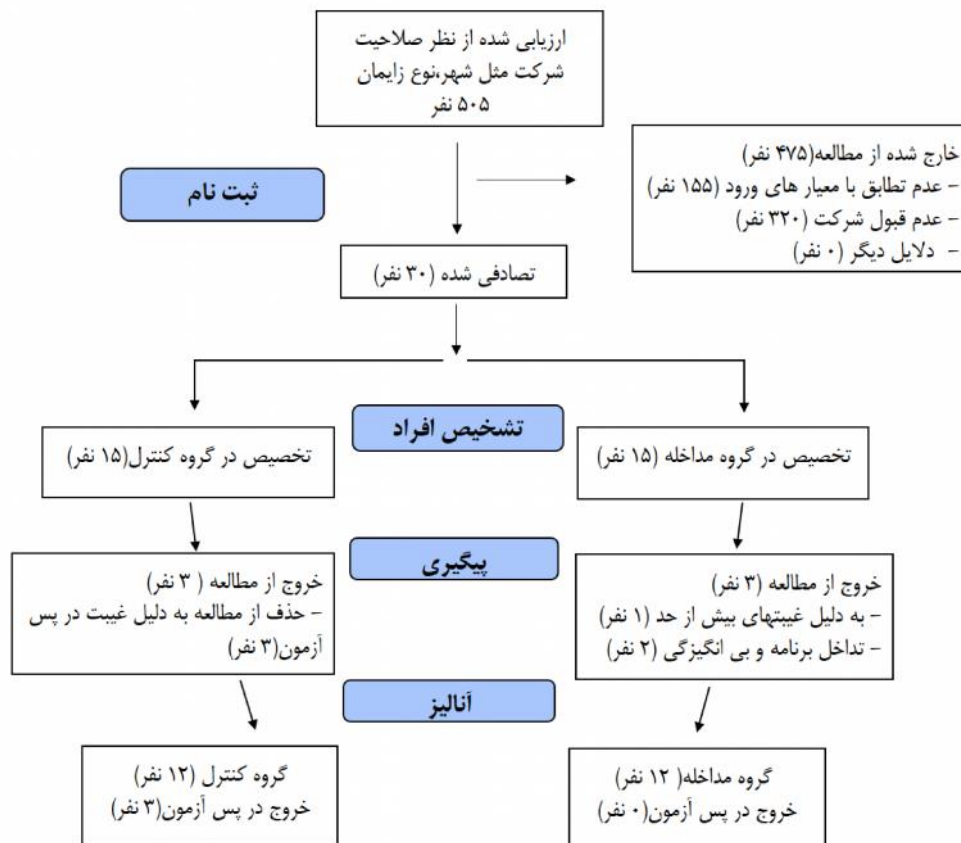 ارزیابی شده از نظر صلاحیت
شرکت مثل شهر،نوع زایمان
۵۰۵ نفر
خارج شده از مطالعه(۴۷۵ نفر)
- عدم تطابق با معیار های ورود (۱۵۵ نفر)
- عدم قبول شرکت (۳۲۰ نفر)
- دلایل دیگر (۰ نفر)
ثبت نام
تصادفی شده (۳۰ نفر)
تشخیص افراد
تخصیص در گروه مداخله (۱۵ نفر)
تخصیص در گروه کنترل(۱۵ نفر)
پیگیری
خروج از مطالعه (۳ نفر)
- به دلیل غیبتهای بیش از حد (۱ نفر)
- تداخل برنامه و بی انگیزگی (۲ نفر)
خروج از مطالعه ( ۳ نفر)
- حذف از مطالعه به دلیل غیبت در پس
آزمون(۳ نفر)
آنالیز
گروه مداخله( ۱۲ نفر)
خروج در پس آزمون(۰ نفر)
گروه کنترل (۱۲ نفر)
خروج در پس آزمون(۳ نفر)